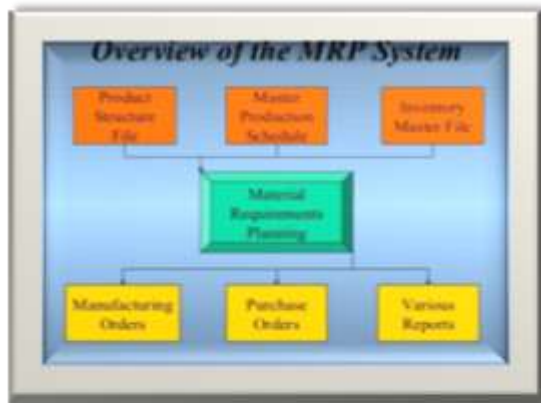 Overview of the MRP System
Product
Structure
File
Master
Production
Schedule
Inventory
Master File
Material
Requirements
Planning
Manufacturing
Orders
Purchase
Orders
Various
Reports